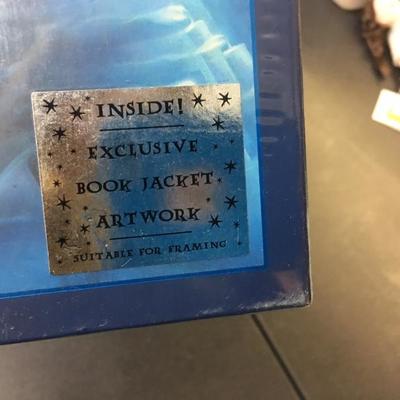 INSIDE!
EXCLUSIVE
BOOK JACKET
ARTWORK
SUITABLE FOR FRAMING